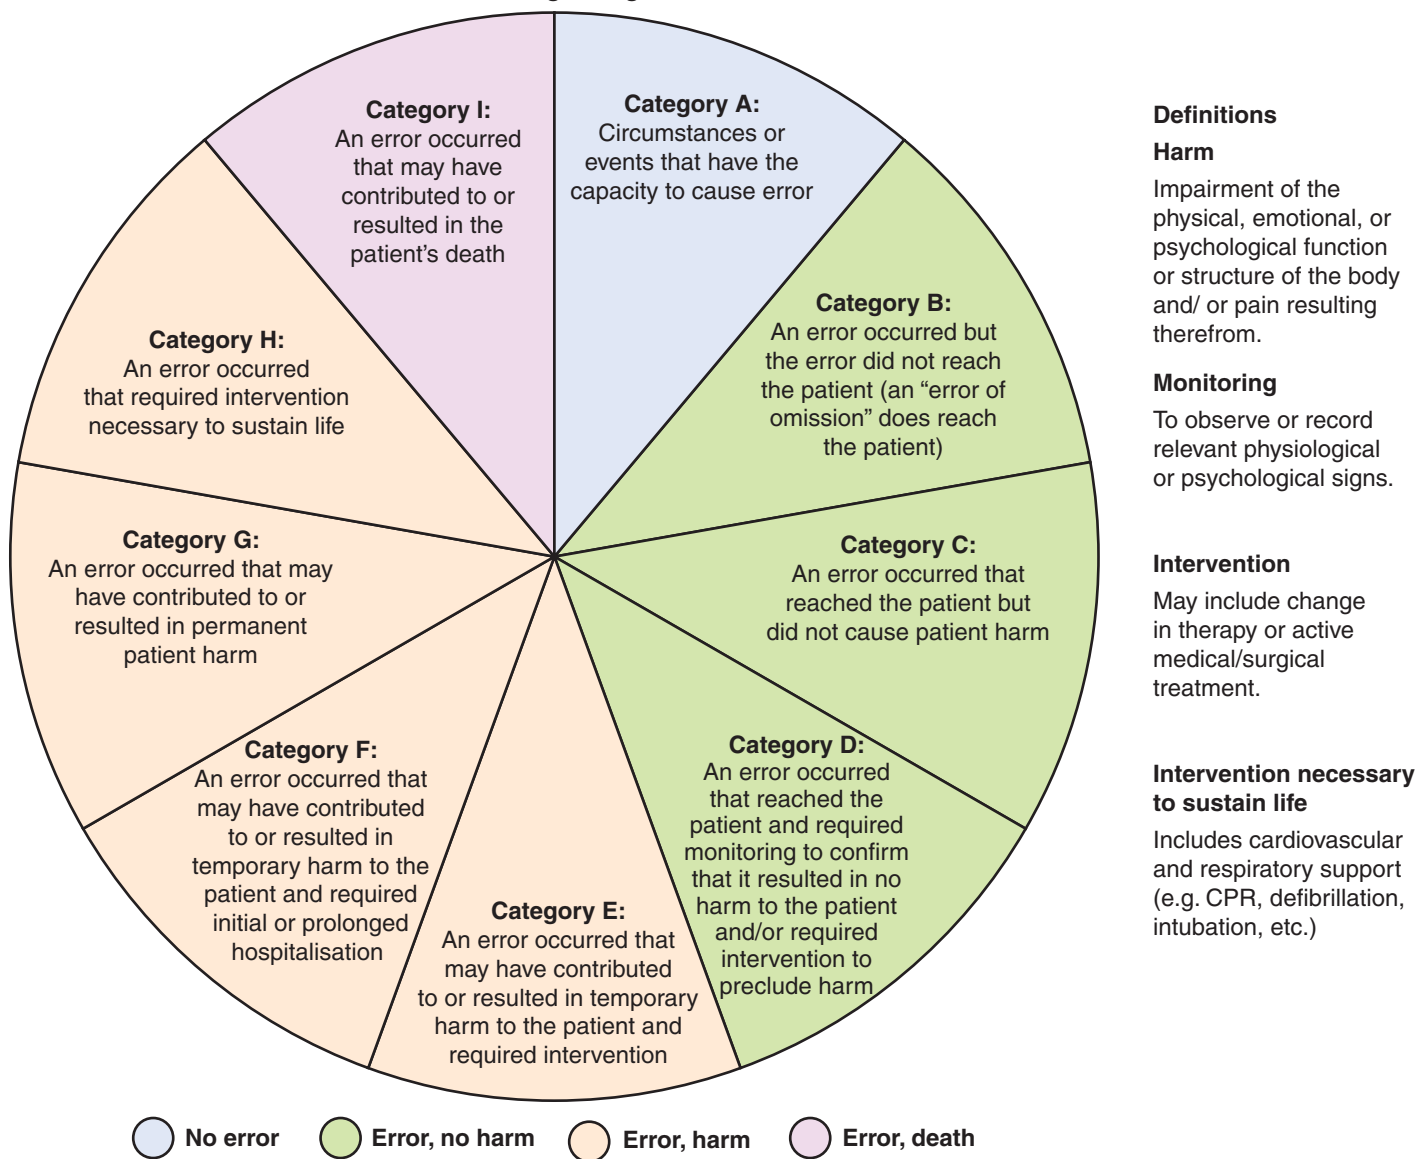 Category I:
An error occurred
that may have
contributed to or
resulted in the
patient's death
Category A:
Circumstances or
events that have the
capacity to cause error
Category B:
An error occurred but
the error did not reach
the patient (an “error of
omission” does reach
the patient)
Category C:
An error occurred that
reached the patient but
did not cause patient harm
Category D:
An error occurred
that reached the
patient and required
monitoring to confirm
that it resulted in no
harm to the patient
and/or required
intervention to
preclude harm
Category E:
An error occurred that
may have contributed
to or resulted in temporary
harm to the patient and
required intervention
Category F:
An error occurred that
may have contributed
to or resulted in
temporary harm to the
patient and required
initial or prolonged
hospitalisation
Category G:
An error occurred that may
have contributed to or
resulted in permanent
patient harm
Category H:
An error occurred
that required intervention
necessary to sustain life
Definitions
Harm
Impairment of the
physical, emotional, or
psychological function
or structure of the body
and/ or pain resulting
therefrom.
Monitoring
To observe or record
relevant physiological
or psychological signs.
Intervention
May include change
in therapy or active
medical/surgical
treatment.
Intervention necessary
to sustain life
Includes cardiovascular
and respiratory support
(e.g. CPR, defibrillation,
intubation, etc.)
No error
Error, no harm
Error, harm
Error, death